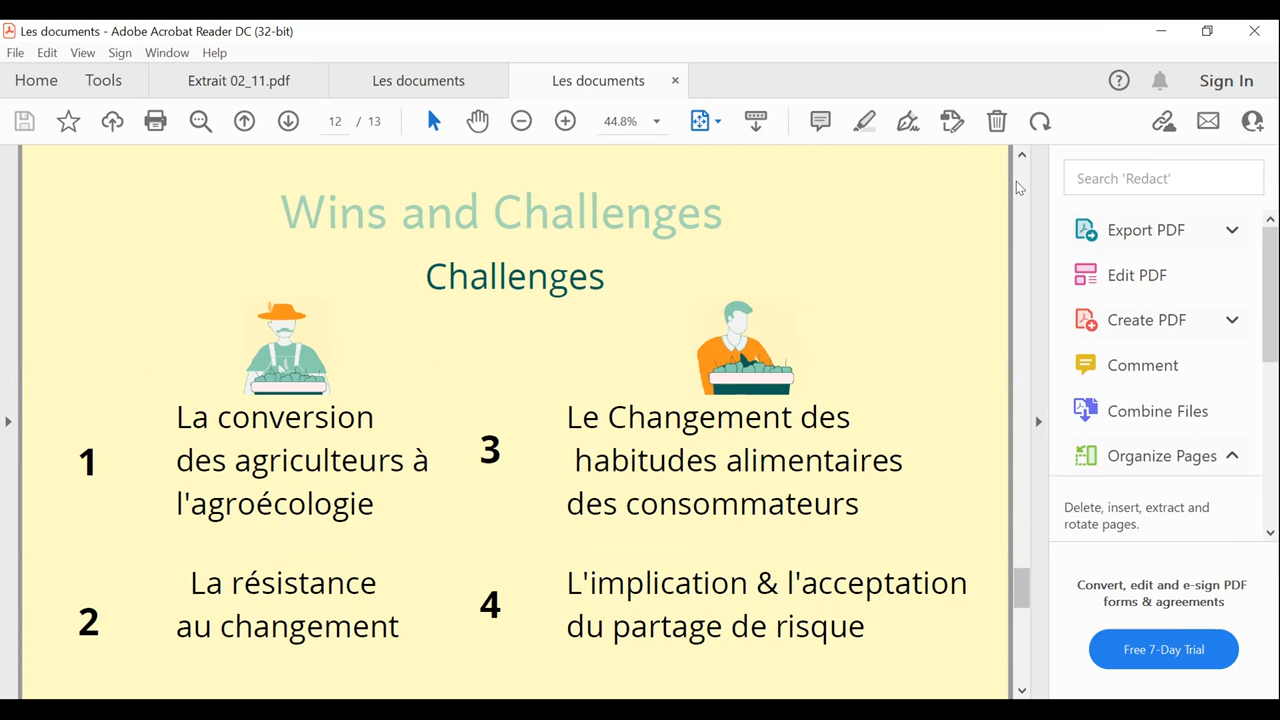 Les documents - Adobe Acrobat Reader DC (32-bit)
File Edit View Sign Window Help
Home Tools Extrait 02_11.pdf Les documents Les documents × Sign In
12 / 13 44.8%
Wins and Challenges
Challenges
La conversion
1 des agriculteurs à
l'agroécologie
La résistance
2 au changement
Le Changement des
3 habitudes alimentaires
des consommateurs
L'implication & l'acceptation
4 du partage de risque
Search 'Redact'
Export PDF
Edit PDF
Create PDF
Comment
Combine Files
Organize Pages
Delete, insert, extract and
rotate pages.
Convert, edit and e-sign PDF
forms & agreements
Free 7-Day Trial